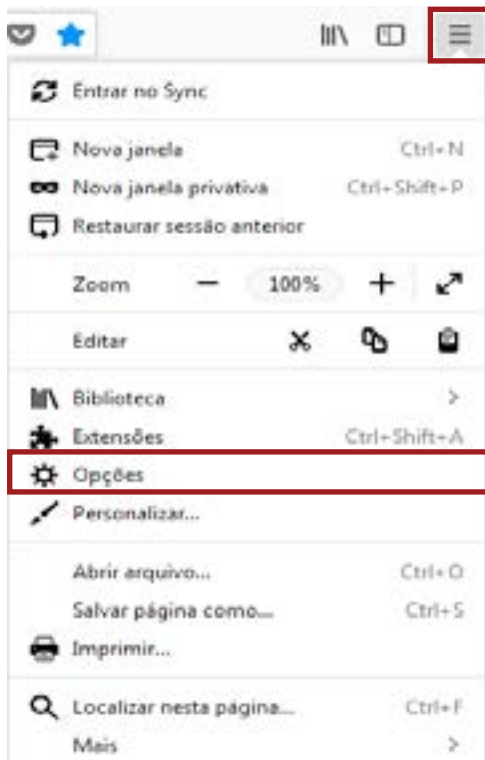 Entrar no Sync
Nova janela Ctrl+N
Nova janela privativa Ctrl+Shift+P
Restaurar sessão anterior
Zoom 100%
Editar
Biblioteca
Extensões Ctrl+Shift+A
Opções
Personalizar...
Abrir arquivo... Ctrl+O
Salvar página como... Ctrl+S
Imprimir...
Localizar nesta página... Ctrl+F
Mais